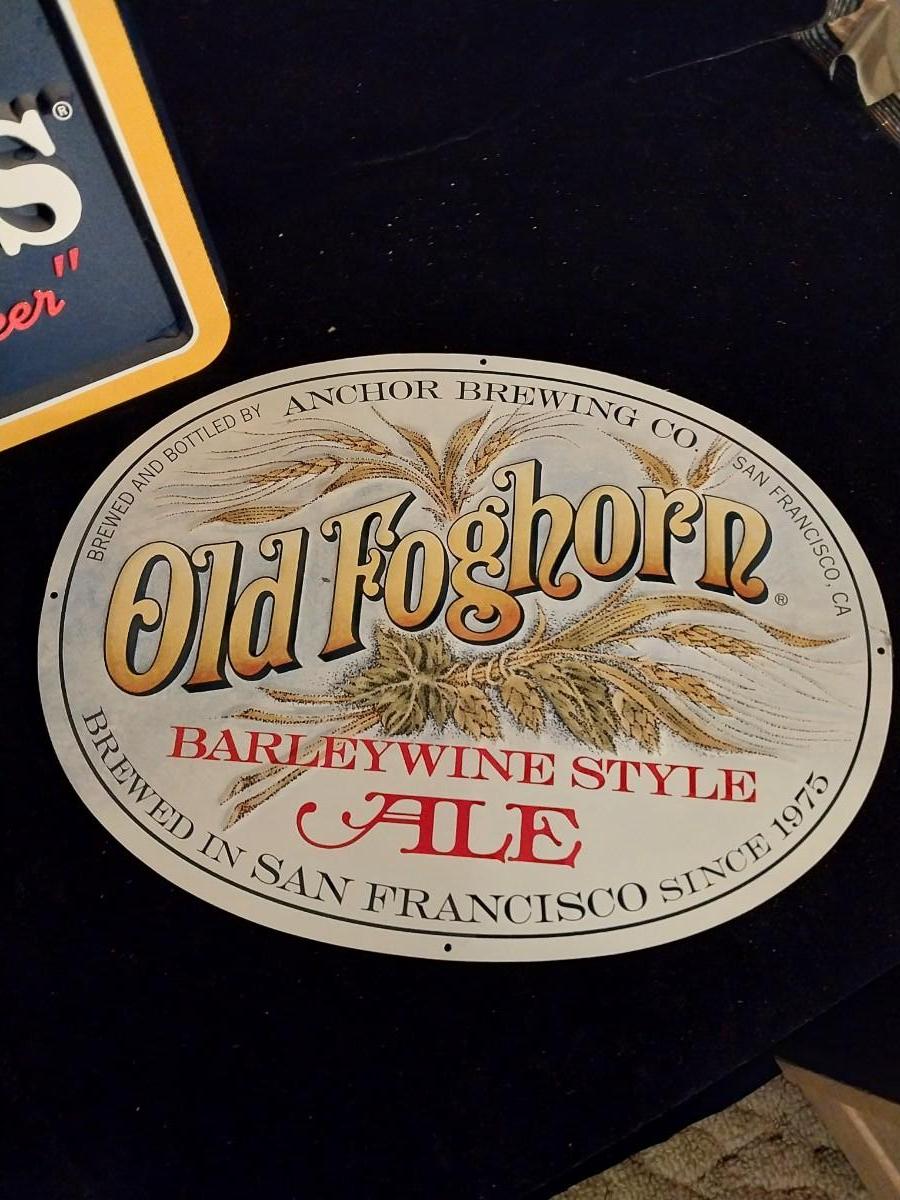 S®
eer"
BREWED AND BOTTLED BY ANCHOR BREWING CO. SAN FRANCISCO, CA
Old Foghorn®
BARLEYWINE STYLE
ALE
BREWED IN SAN FRANCISCO SINCE 1975